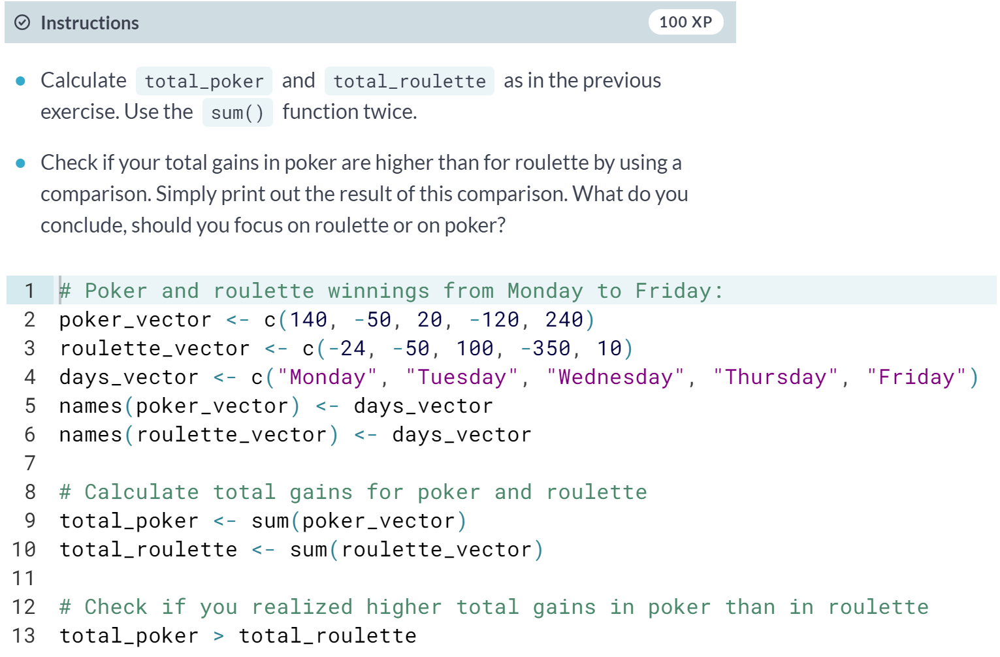 Instructions
100 XP
Calculate total_poker and total_roulette as in the previous
exercise. Use the sum() function twice.
Check if your total gains in poker are higher than for roulette by using a
comparison. Simply print out the result of this comparison. What do you
conclude, should you focus on roulette or on poker?
1 # Poker and roulette winnings from Monday to Friday:
2 poker_vector <- c(140, -50, 20, -120, 240)
3 roulette_vector <- c(-24, -50, 100, -350, 10)
4 days_vector <- c("Monday", "Tuesday", "Wednesday", "Thursday", "Friday")
5 names(poker_vector) <- days_vector
6 names(roulette_vector) <- days_vector
7
8 # Calculate total gains for poker and roulette
9 total_poker <- sum(poker_vector)
10 total_roulette <- sum(roulette_vector)
11
12 # Check if you realized higher total gains in poker than in roulette
13 total_poker > total_roulette